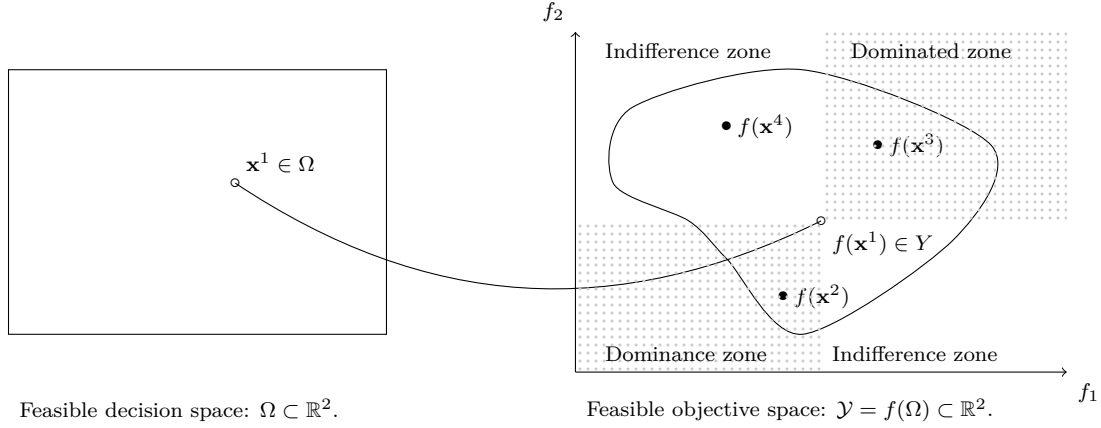 f₂
Indifference zone
Dominated zone
f(𝐱⁴)
f(𝐱³)
𝐱¹ ∈ Ω
f(𝐱¹) ∈ Y
f(𝐱²)
Dominance zone
Indifference zone
f₁
Feasible decision space: Ω ⊂ ℝ².
Feasible objective space: 𝒴 = f(Ω) ⊂ ℝ².